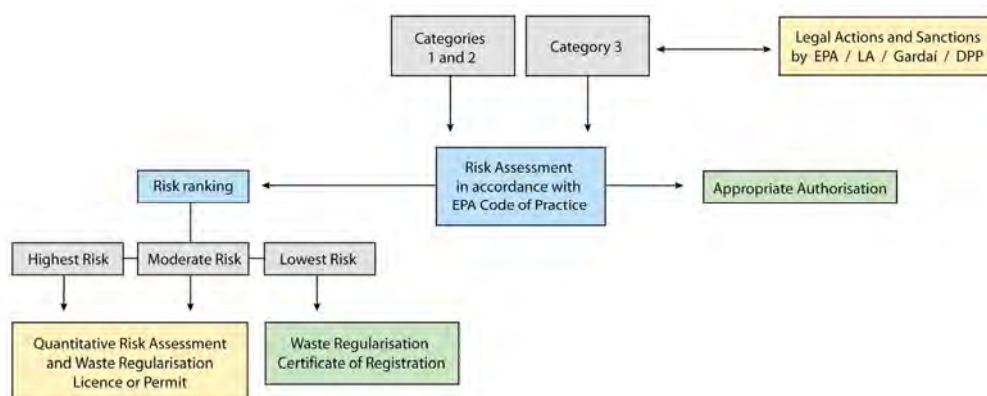 Categories
1 and 2
Category 3
Legal Actions and Sanctions
by EPA / LA / Gardaí / DPP
Risk Assessment
in accordance with
EPA Code of Practice
Risk ranking
Appropriate Authorisation
Highest Risk
Moderate Risk
Lowest Risk
Quantitative Risk Assessment
and Waste Regularisation
Licence or Permit
Waste Regularisation
Certificate of Registration